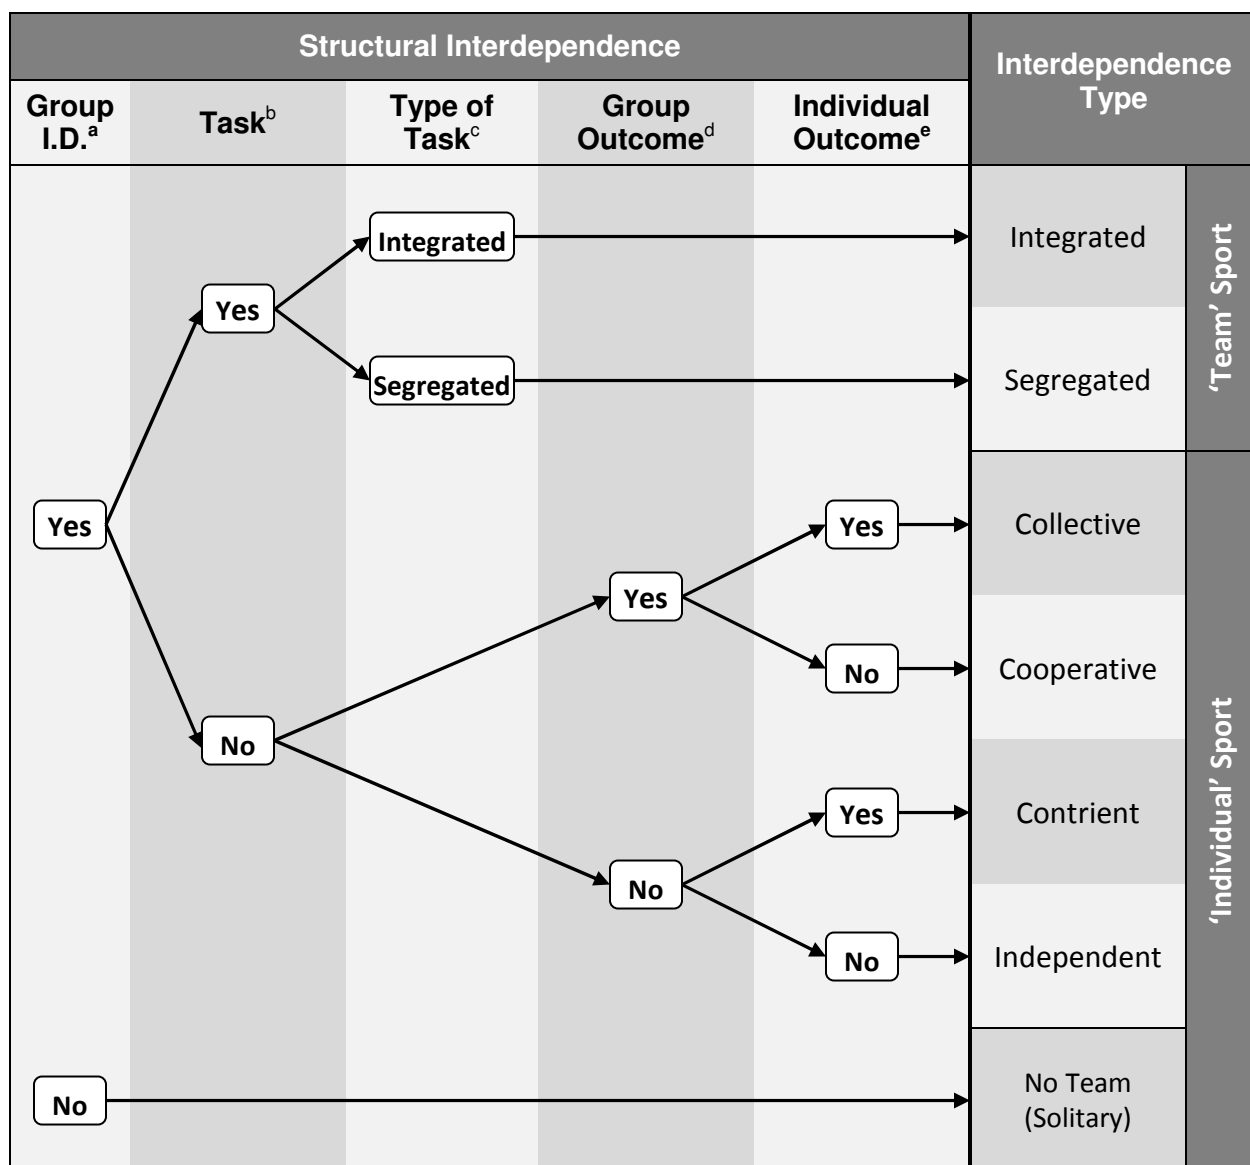 Structural Interdependence
Interdependence
Type
Group
I.D.a
Taskb
Type of
Taskc
Group
Outcomed
Individual
Outcomee
Integrated
Integrated
Yes
Segregated
Segregated
'Team' Sport
Yes
Yes
Collective
Yes
No
Cooperative
No
Yes
Contrient
No
No
Independent
'Individual' Sport
No
No Team
(Solitary)